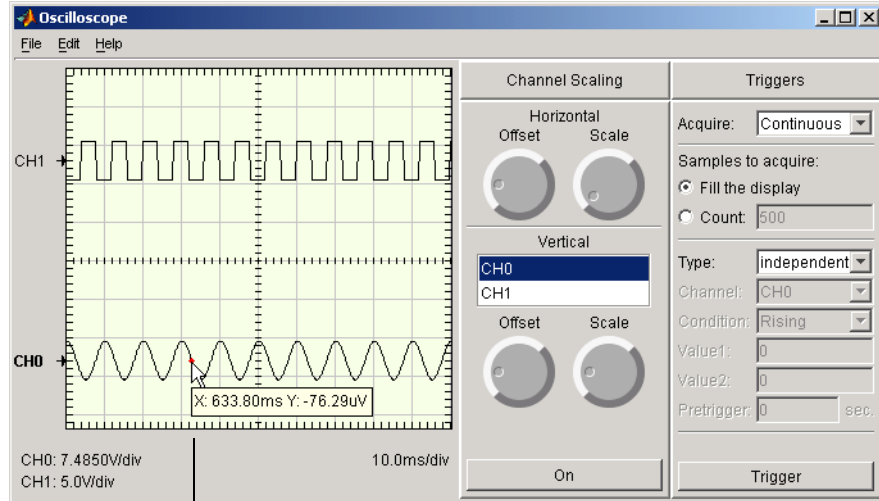 Oscilloscope
File Edit Help
CH1
CH0
X: 633.80ms Y: -76.29uV
CH0: 7.4850V/div
CH1: 5.0V/div
10.0ms/div
Channel Scaling
Horizontal
Offset Scale
Vertical
CH0
CH1
Offset Scale
On
Triggers
Acquire: Continuous
Samples to acquire:
Fill the display
Count: 500
Type: independent
Channel: CH0
Condition: Rising
Value1: 0
Value2: 0
Pretrigger: 0 sec.
Trigger